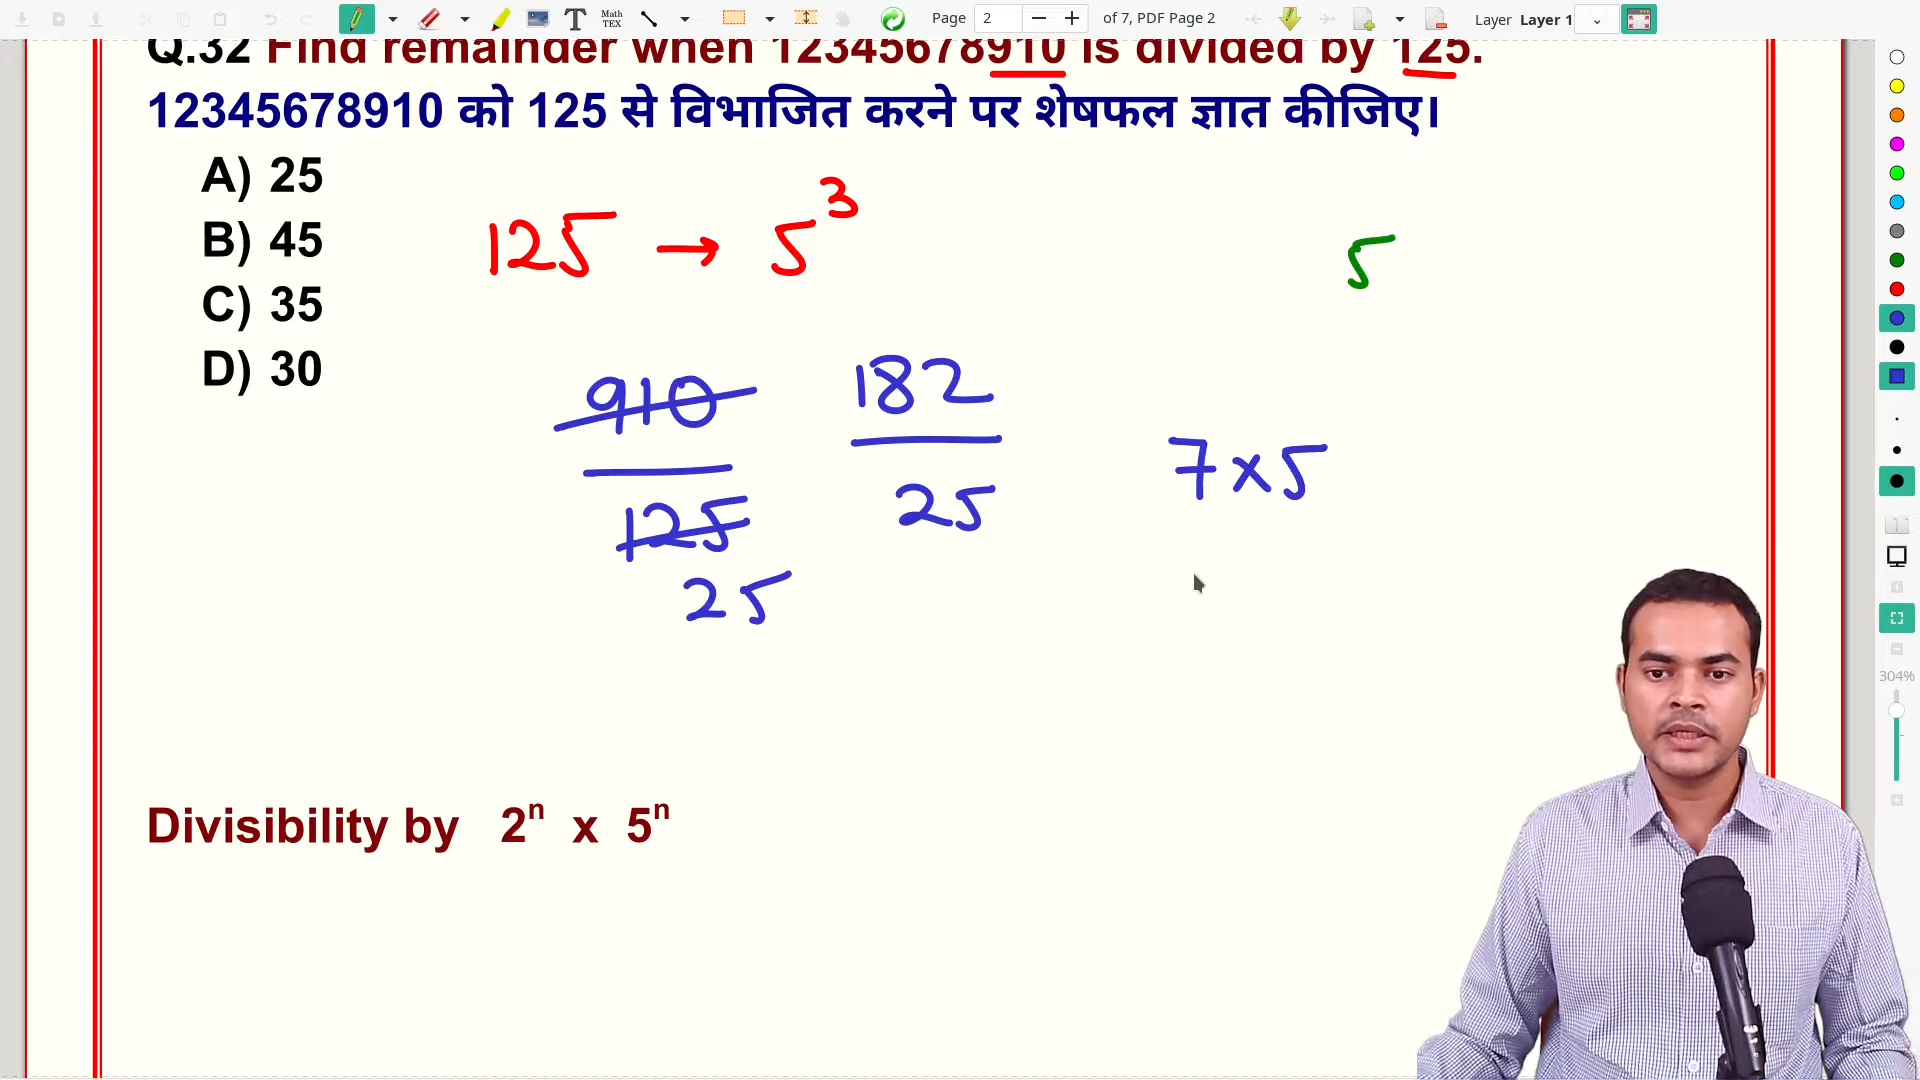 Page 2 of 7, PDF Page 2 Layer Layer 1
Math TEX
Q.32 Find remainder when 12345678910 is divided by 125.
12345678910 को 125 से विभाजित करने पर शेषफल ज्ञात कीजिए।
A) 25
B) 45
C) 35
D) 30
125 → 5³
5
910
125
25
182
25
7 x 5
304%
Divisibility by 2ⁿ x 5ⁿ